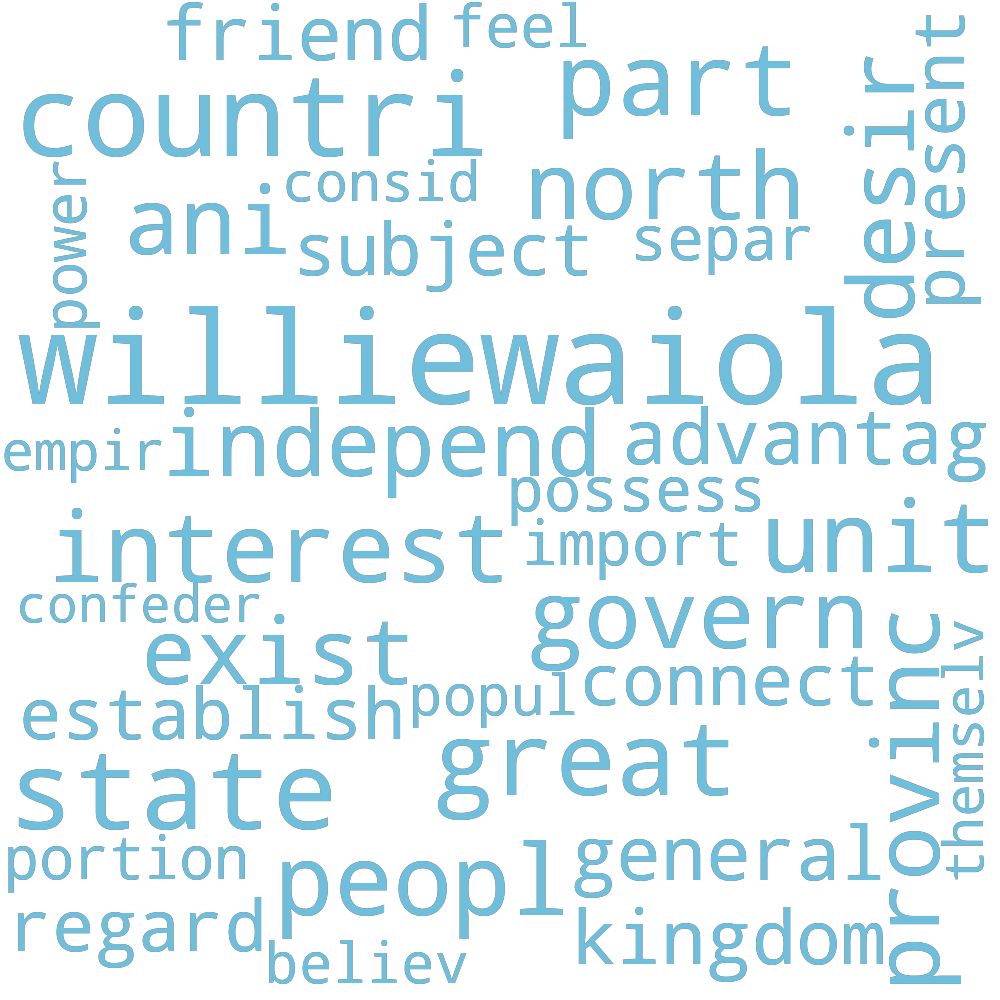 friend
feel
present
countri
part
desir
power
consid
north
ani
subject
separ
williewaiola
empir
independ
advantag
possess
interest
import
unit
confeder
exist
govern
provinc
themselv
establish
popul
connect
state
great
portion
peopl
general
regard
believ
kingdom